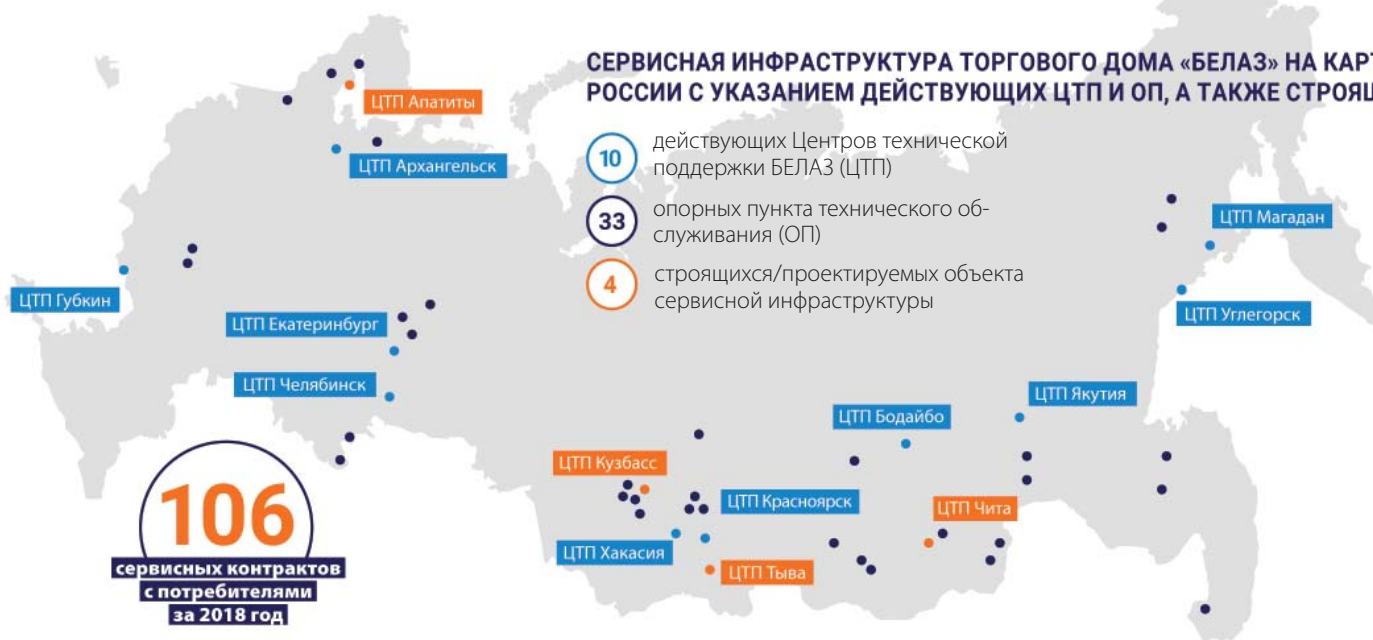 СЕРВИСНАЯ ИНФРАСТРУКТУРА ТОРГОВОГО ДОМА «БЕЛАЗ» НА КАРТ
РОССИИ С УКАЗАНИЕМ ДЕЙСТВУЮЩИХ ЦТП И ОП, А ТАКЖЕ СТРОЯЩ
10
действующих Центров технической
поддержки БЕЛАЗ (ЦТП)
33
опорных пункта технического об-
служивания (ОП)
4
строящихся/проектируемых объекта
сервисной инфраструктуры
ЦТП Апатиты
ЦТП Архангельск
ЦТП Магадан
ЦТП Губкин
ЦТП Углегорск
ЦТП Екатеринбург
ЦТП Челябинск
ЦТП Якутия
ЦТП Бодайбо
ЦТП Кузбасс
ЦТП Красноярск
ЦТП Чита
ЦТП Хакасия
ЦТП Тыва
106
сервисных контрактов
с потребителями
за 2018 год